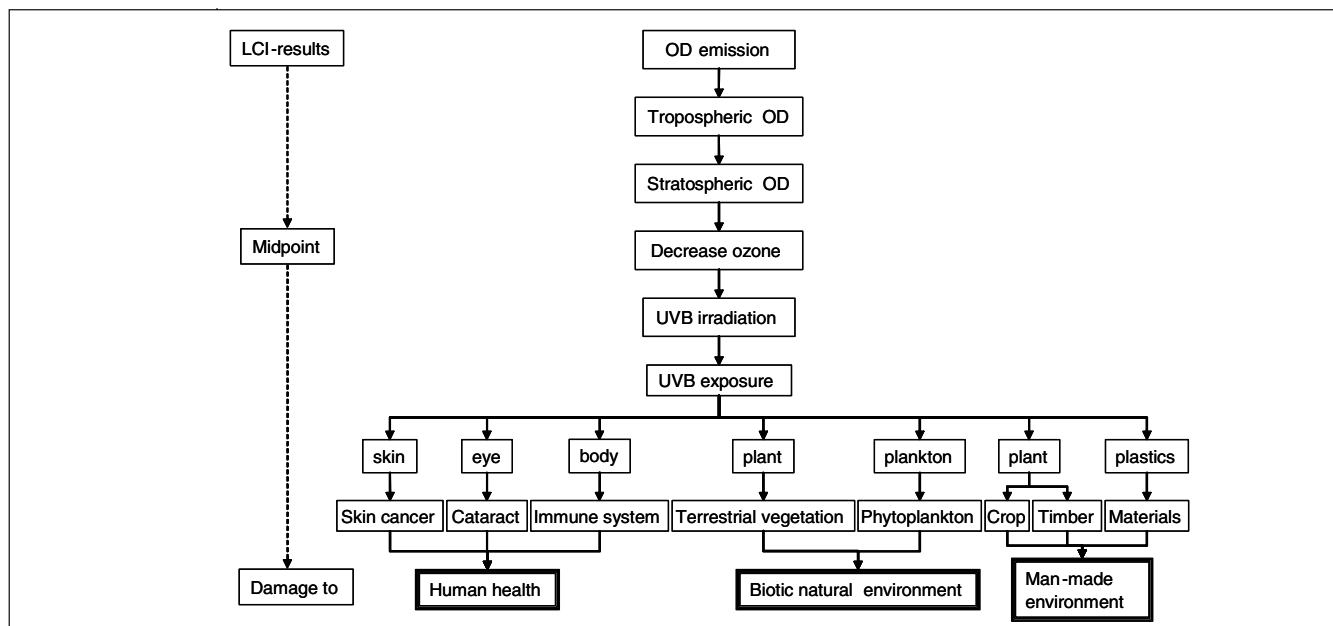 LCI-results
OD emission
Tropospheric OD
Stratospheric OD
Midpoint
Decrease ozone
UVB irradiation
UVB exposure
skin
eye
body
plant
plankton
plant
plastics
Skin cancer
Cataract
Immune system
Terrestrial vegetation
Phytoplankton
Crop
Timber
Materials
Damage to
Human health
Biotic natural environment
Man-made
environment